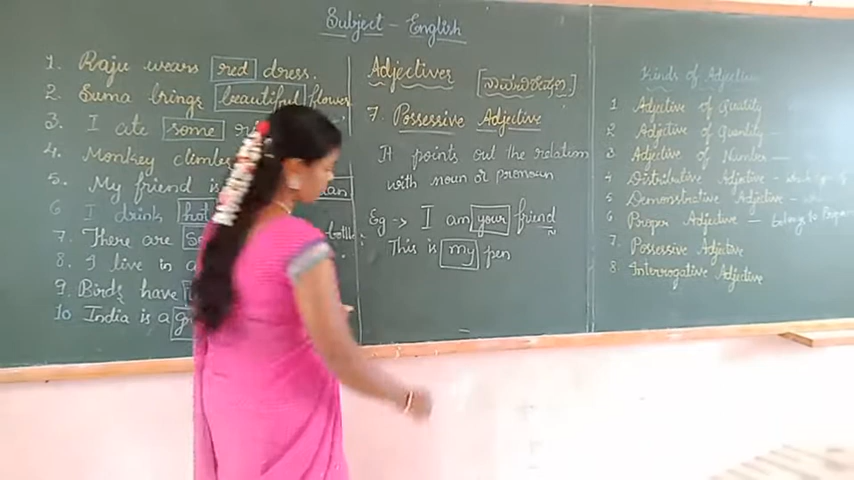 Subject - English
1. Raju wears red dress.
2. Suma brings beautiful flower
3. I ate some
4. Monkey climbed
5. My friend is
6 I drink hot
7. There are
8. I live in a
9. Birds have
10 India is a
Adjectives
7. Possessive Adjective
It points out the relation
with noun or pronoun.
Eg -> I am your friend
This is my pen
Kinds of Adjective
1 Adjective of Quality
2 Adjective of Quantity
3. Adjective of Number
4 Distributive Adjective - which
5 Demonstrative Adjective -
6 Proper Adjective - belongs to
7 Possessive Adjective
8 Interrogative Adjective